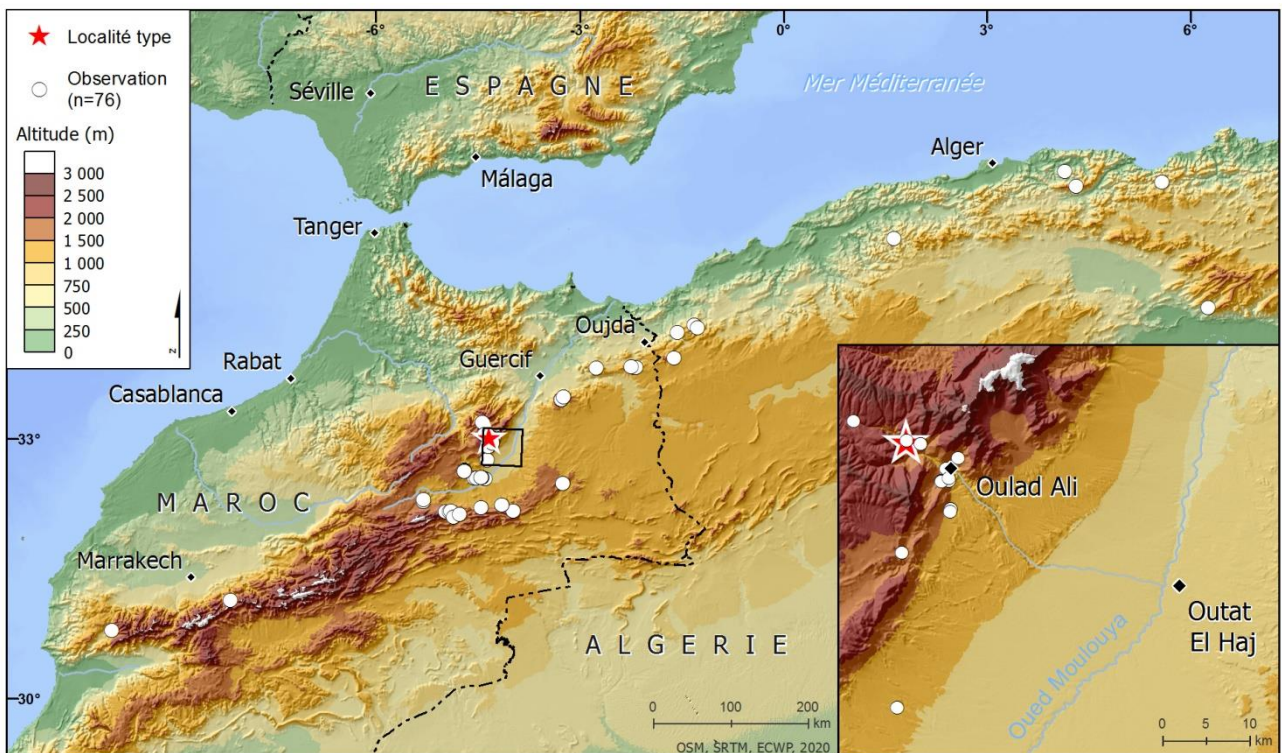 -6°
-3°
0°
3°
6°
Localité type
Observation
(n=76)
Altitude (m)
3 000
2 500
2 000
1 500
1 000
750
500
250
0
z
Séville
E S P A G N E
Mer Méditerranée
Málaga
Alger
Tanger
Oujda
Guercif
Rabat
Casablanca
33°
M A R O C
Marrakech
A L G E R I E
30°
0 100 200
km
OSM, SRTM, ECWP, 2020
Oulad Ali
Outat
El Haj
Oued Moulouya
0 5 10
km